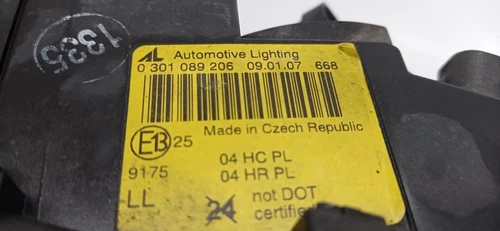 1335
AL Automotive Lighting
0 301 089 206 09.01.07 668
Made in Czech Republic
E13 25
9175
04 HC PL
04 HR PL
LL
24
not DOT
certified